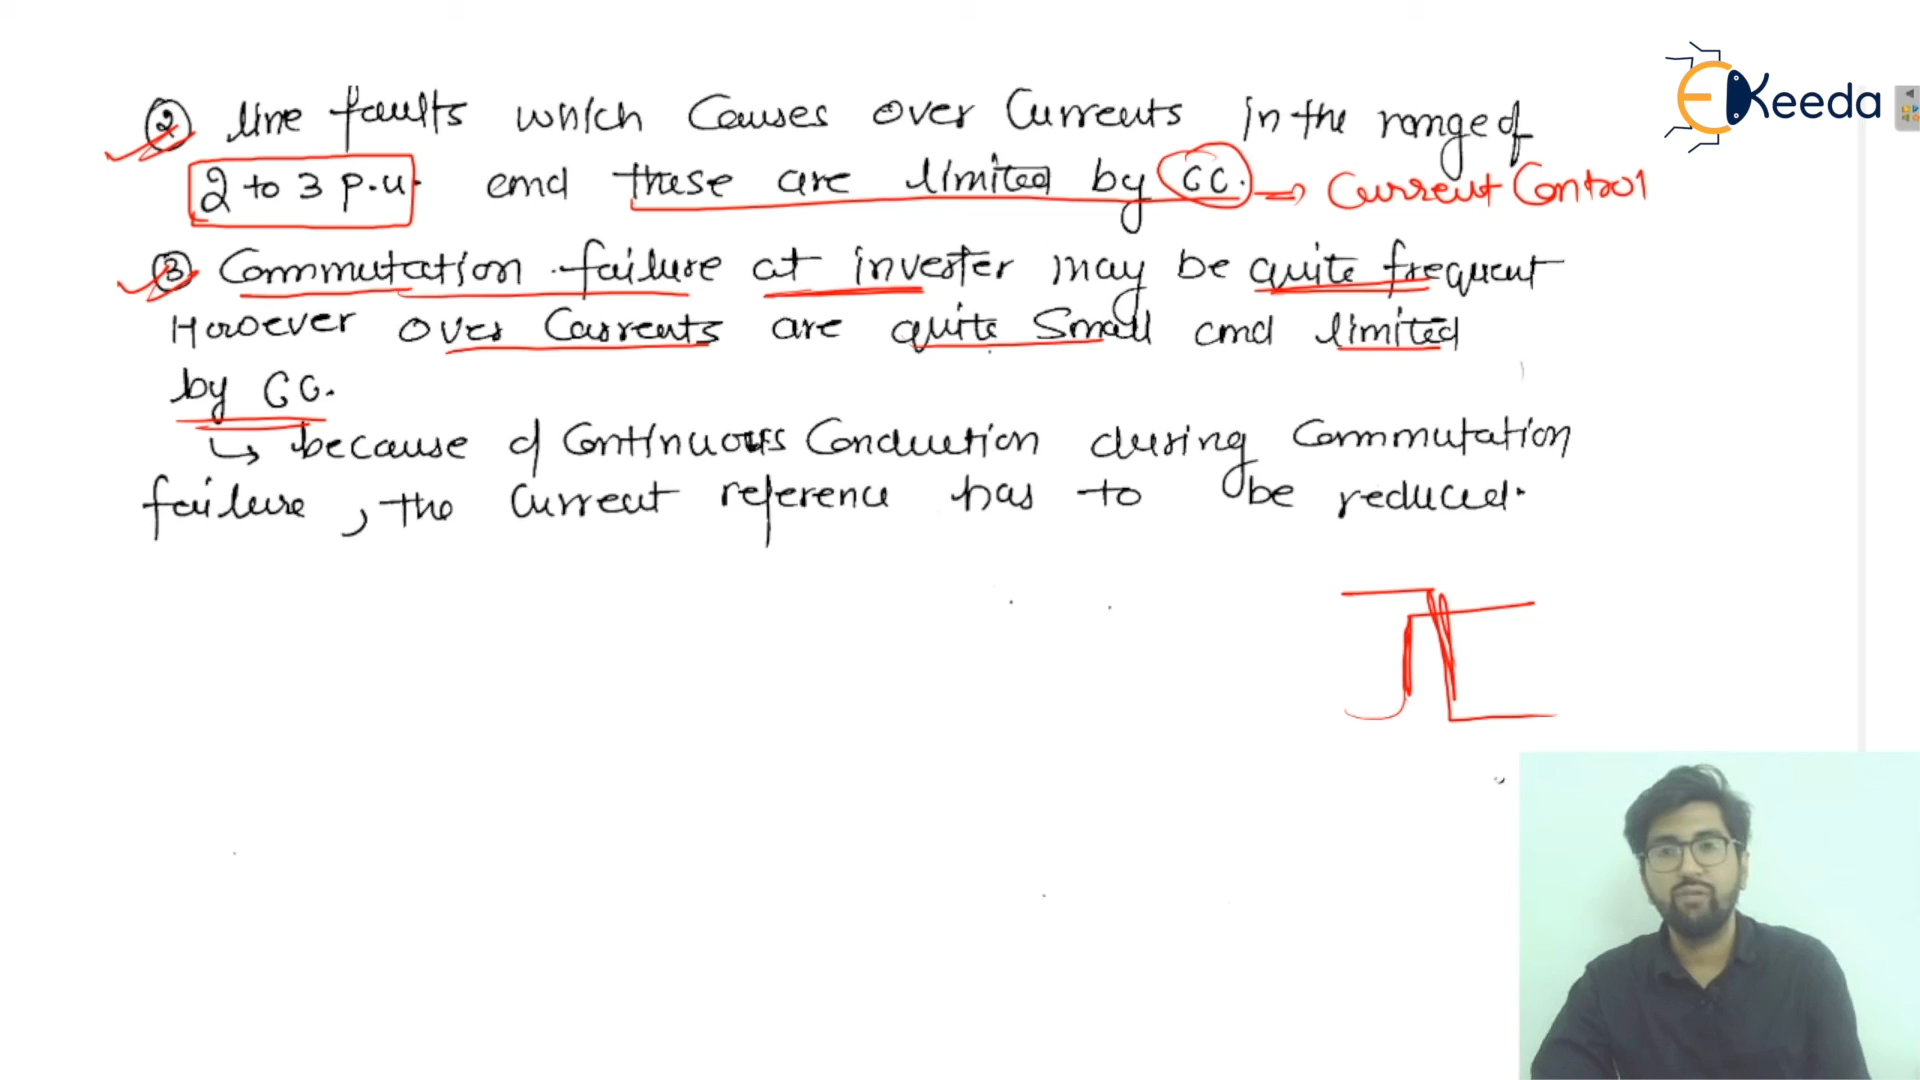 EKeeda
② line faults which Causes over Currents in the range of
2 to 3 p.u. and these are limited by CC. ⇒ Current Control
③ Commutation failure at inverter may be quite frequent
However over Currents are quite Small and limited
by CC.
↳ because of Continuous Conduction during Commutation
failure, the Current reference has to be reduced.